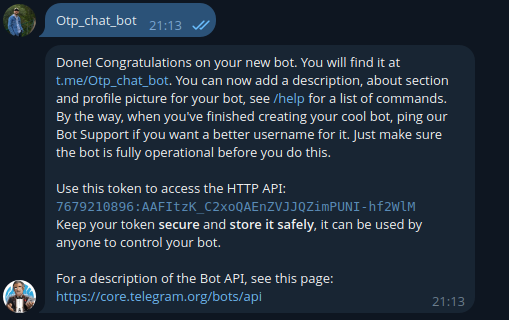 Otp_chat_bot
21:13
Done! Congratulations on your new bot. You will find it at
t.me/Otp_chat_bot. You can now add a description, about section
and profile picture for your bot, see /help for a list of commands.
By the way, when you've finished creating your cool bot, ping our
Bot Support if you want a better username for it. Just make sure
the bot is fully operational before you do this.
Use this token to access the HTTP API:
7679210896:AAFItzK_C2xoQAEnZVJJQZimPUNI-hf2WlM
Keep your token secure and store it safely, it can be used by
anyone to control your bot.
For a description of the Bot API, see this page:
https://core.telegram.org/bots/api
21:13